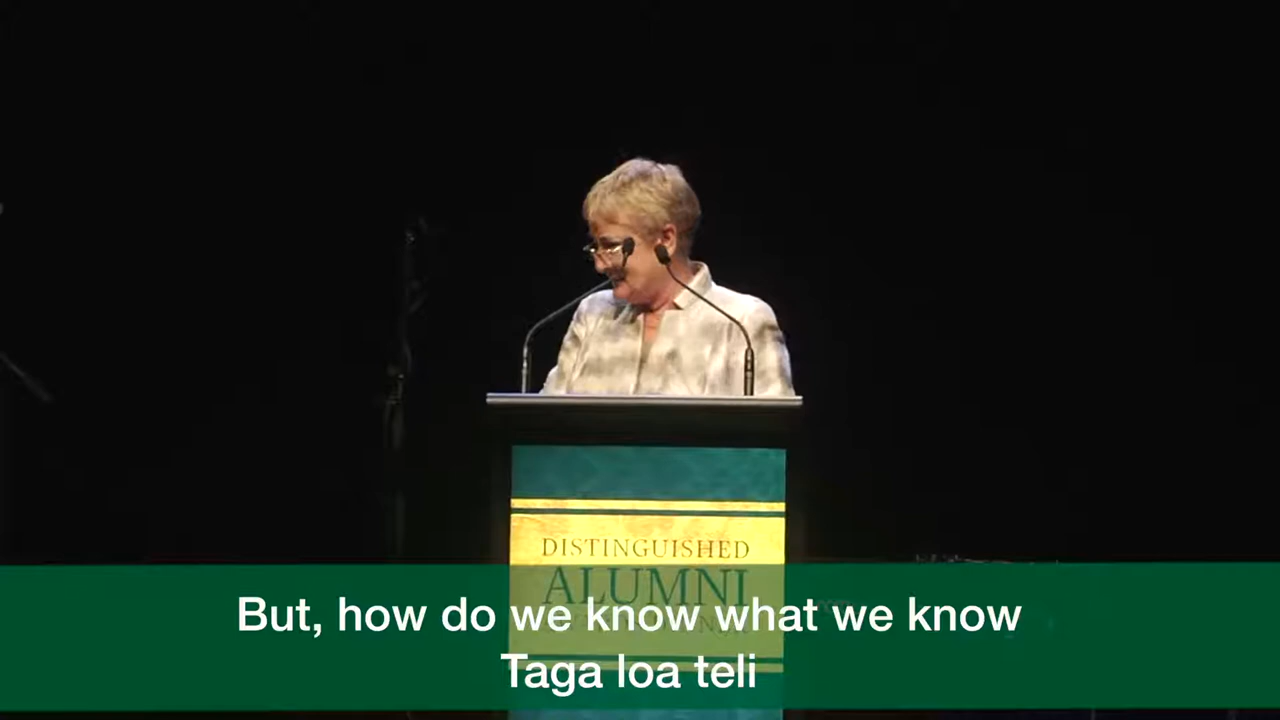 DISTINGUISHED
ALUMNI
But, how do we know what we know
Taga loa teli